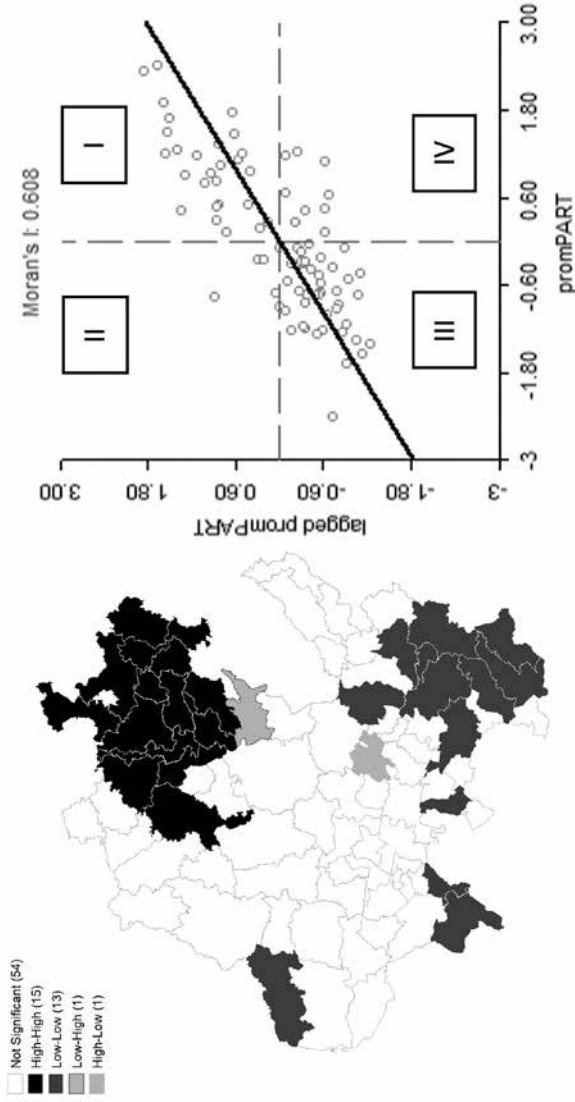 Not Significant (54)
High-High (15)
Low-Low (13)
Low-High (1)
High-Low (1)
Moran's I: 0.608
II
I
III
IV
3.00
1.80
0.60
-0.60
-1.80
-3
lagged promPART
-3
-1.80
-0.60
0.60
1.80
3.00
promPART